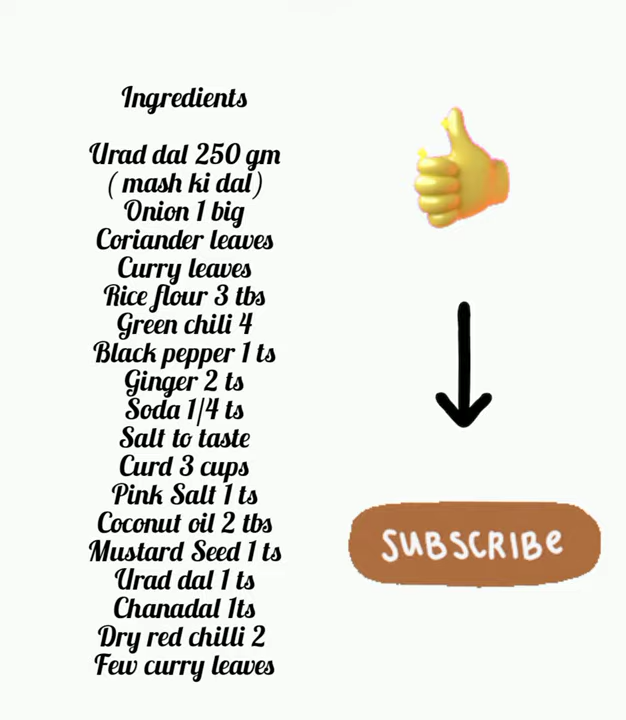 Ingredients
Urad dal 250 gm
( mash ki dal)
Onion 1 big
Coriander leaves
Curry leaves
Rice flour 3 tbs
Green chili 4
Black pepper 1 ts
Ginger 2 ts
Soda 1/4 ts
Salt to taste
Curd 3 cups
Pink Salt 1 ts
Coconut oil 2 tbs
Mustard Seed 1 ts
Urad dal 1 ts
Chanadal 1ts
Dry red chilli 2
Few curry leaves
SUBSCRIBe